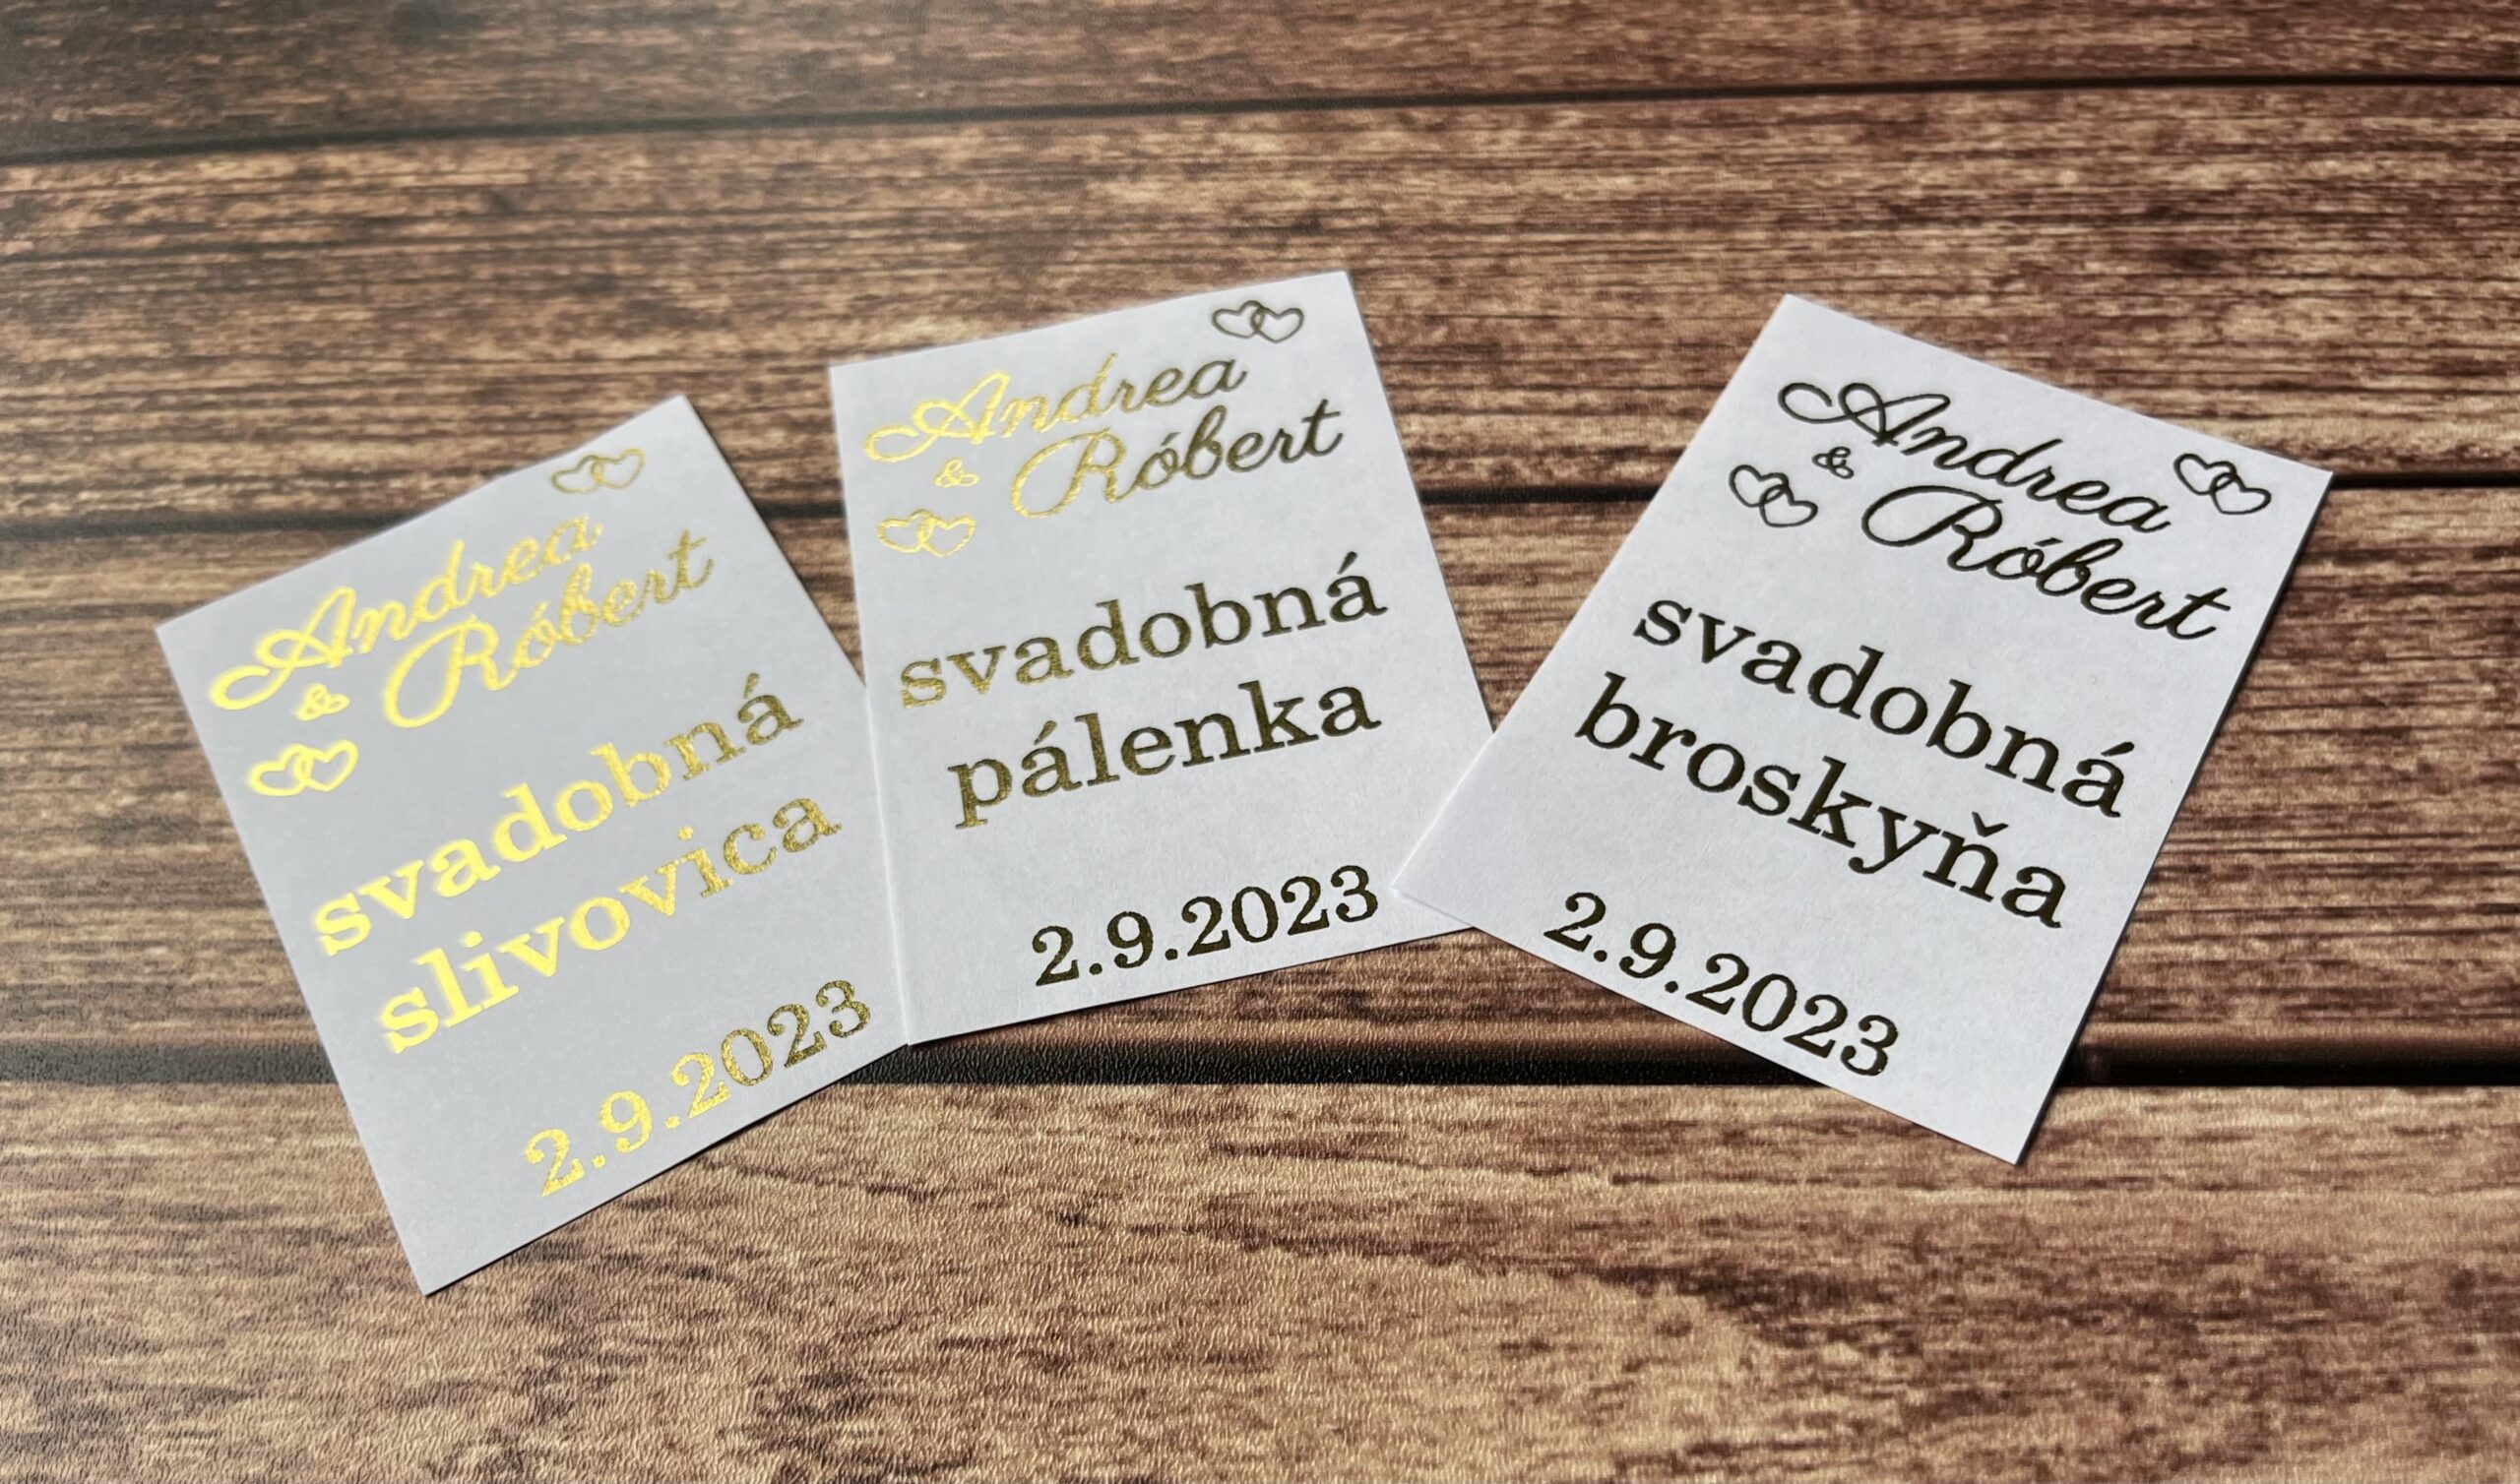 Andrea
& Róbert
svadobná
slivovica
2.9.2023
Andrea
& Róbert
svadobná
pálenka
2.9.2023
Andrea
& Róbert
svadobná
broskyňa
2.9.2023